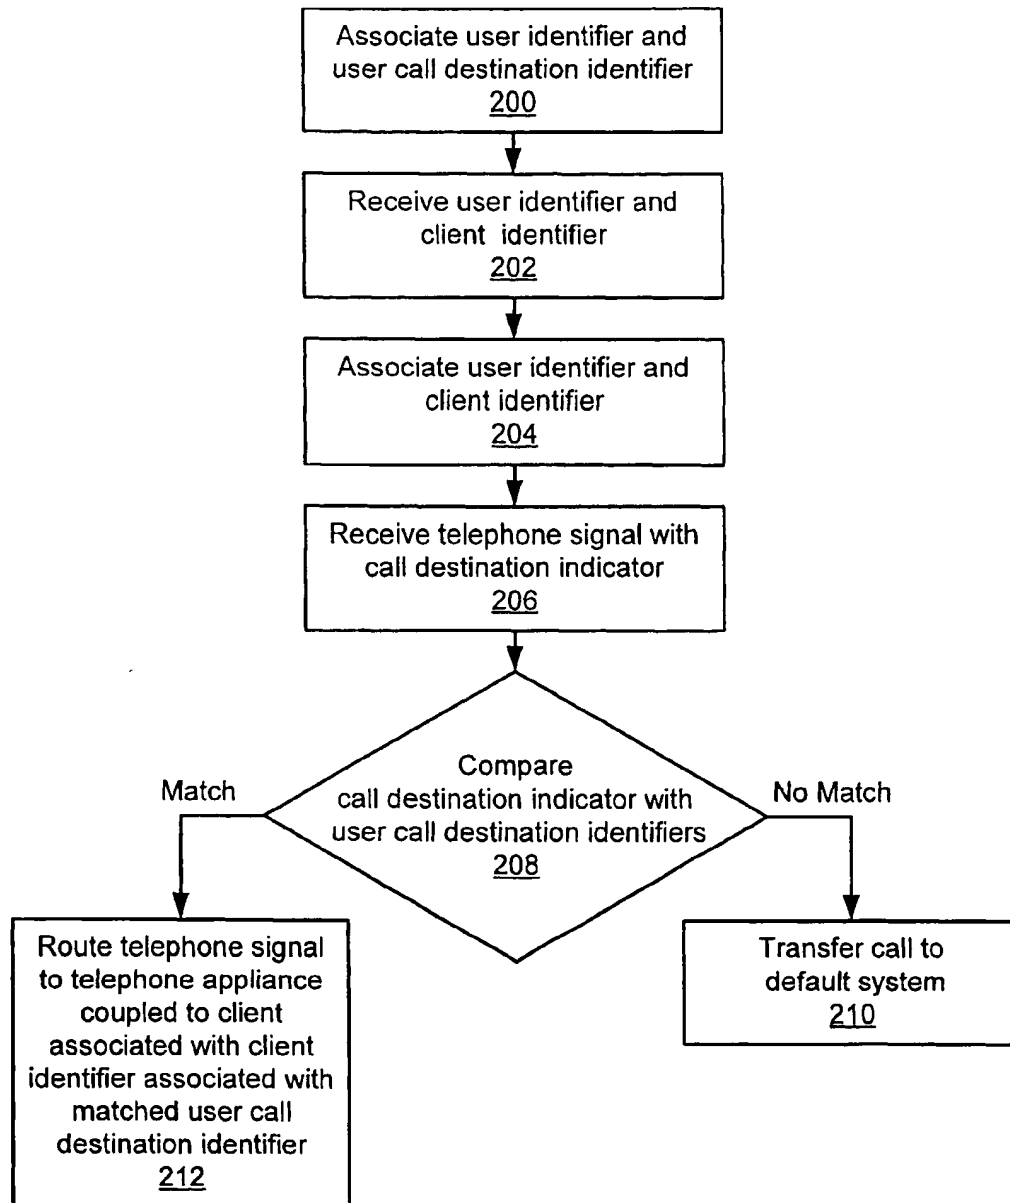 Associate user identifier and
user call destination identifier
200
Receive user identifier and
client identifier
202
Associate user identifier and
client identifier
204
Receive telephone signal with
call destination indicator
206
Compare
call destination indicator with
user call destination identifiers
208
Match
No Match
Route telephone signal
to telephone appliance
coupled to client
associated with client
identifier associated with
matched user call
destination identifier
212
Transfer call to
default system
210